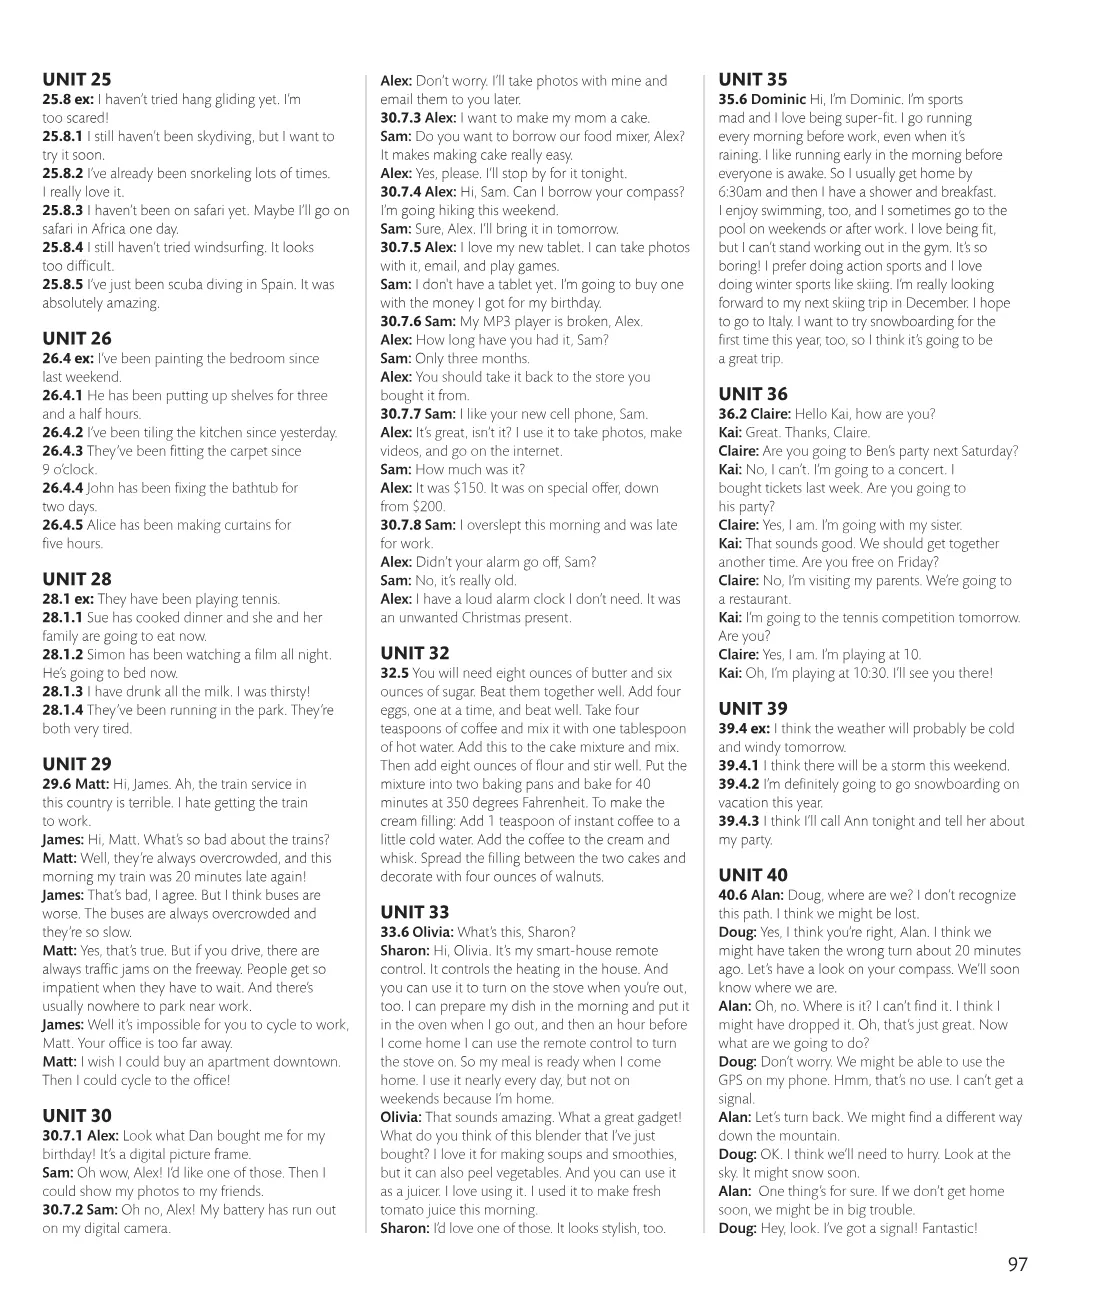 UNIT 25
25.8 ex: I haven't tried hang gliding yet. I'm
too scared!
25.8.1 I still haven't been skydiving, but I want to
try it soon.
25.8.2 I've already been snorkeling lots of times.
I really love it.
25.8.3 I haven't been on safari yet. Maybe I'll go on
safari in Africa one day.
25.8.4 I still haven't tried windsurfing. It looks
too difficult.
25.8.5 I've just been scuba diving in Spain. It was
absolutely amazing.
UNIT 26
26.4 ex: I've been painting the bedroom since
last weekend.
26.4.1 He has been putting up shelves for three
and a half hours.
26.4.2 I've been tiling the kitchen since yesterday.
26.4.3 They've been fitting the carpet since
9 o'clock.
26.4.4 John has been fixing the bathtub for
two days.
26.4.5 Alice has been making curtains for
five hours.
UNIT 28
28.1 ex: They have been playing tennis.
28.1.1 Sue has cooked dinner and she and her
family are going to eat now.
28.1.2 Simon has been watching a film all night.
He's going to bed now.
28.1.3 I have drunk all the milk. I was thirsty!
28.1.4 They've been running in the park. They're
both very tired.
UNIT 29
29.6 Matt: Hi, James. Ah, the train service in
this country is terrible. I hate getting the train
to work.
James: Hi, Matt. What's so bad about the trains?
Matt: Well, they're always overcrowded, and this
morning my train was 20 minutes late again!
James: That's bad, I agree. But I think buses are
worse. The buses are always overcrowded and
they're so slow.
Matt: Yes, that's true. But if you drive, there are
always traffic jams on the freeway. People get so
impatient when they have to wait. And there's
usually nowhere to park near work.
James: Well it's impossible for you to cycle to work,
Matt. Your office is too far away.
Matt: I wish I could buy an apartment downtown.
Then I could cycle to the office!
UNIT 30
30.7.1 Alex: Look what Dan bought me for my
birthday! It's a digital picture frame.
Sam: Oh wow, Alex! I'd like one of those. Then I
could show my photos to my friends.
30.7.2 Sam: Oh no, Alex! My battery has run out
on my digital camera.
Alex: Don't worry. I'll take photos with mine and
email them to you later.
30.7.3 Alex: I want to make my mom a cake.
Sam: Do you want to borrow our food mixer, Alex?
It makes making cake really easy.
Alex: Yes, please. I'll stop by for it tonight.
30.7.4 Alex: Hi, Sam. Can I borrow your compass?
I'm going hiking this weekend.
Sam: Sure, Alex. I'll bring it in tomorrow.
30.7.5 Alex: I love my new tablet. I can take photos
with it, email, and play games.
Sam: I don't have a tablet yet. I'm going to buy one
with the money I got for my birthday.
30.7.6 Sam: My MP3 player is broken, Alex.
Alex: How long have you had it, Sam?
Sam: Only three months.
Alex: You should take it back to the store you
bought it from.
30.7.7 Sam: I like your new cell phone, Sam.
Alex: It's great, isn't it? I use it to take photos, make
videos, and go on the internet.
Sam: How much was it?
Alex: It was $150. It was on special offer, down
from $200.
30.7.8 Sam: I overslept this morning and was late
for work.
Alex: Didn't your alarm go off, Sam?
Sam: No, it's really old.
Alex: I have a loud alarm clock I don't need. It was
an unwanted Christmas present.
UNIT 32
32.5 You will need eight ounces of butter and six
ounces of sugar. Beat them together well. Add four
eggs, one at a time, and beat well. Take four
teaspoons of coffee and mix it with one tablespoon
of hot water. Add this to the cake mixture and mix.
Then add eight ounces of flour and stir well. Put the
mixture into two baking pans and bake for 40
minutes at 350 degrees Fahrenheit. To make the
cream filling: Add 1 teaspoon of instant coffee to a
little cold water. Add the coffee to the cream and
whisk. Spread the filling between the two cakes and
decorate with four ounces of walnuts.
UNIT 33
33.6 Olivia: What's this, Sharon?
Sharon: Hi, Olivia. It's my smart-house remote
control. It controls the heating in the house. And
you can use it to turn on the stove when you're out,
too. I can prepare my dish in the morning and put it
in the oven when I go out, and then an hour before
I come home I can use the remote control to turn
the stove on. So my meal is ready when I come
home. I use it nearly every day, but not on
weekends because I'm home.
Olivia: That sounds amazing. What a great gadget!
What do you think of this blender that I've just
bought? I love it for making soups and smoothies,
but it can also peel vegetables. And you can use it
as a juicer. I love using it. I used it to make fresh
tomato juice this morning.
Sharon: I'd love one of those. It looks stylish, too.
UNIT 35
35.6 Dominic Hi, I'm Dominic. I'm sports
mad and I love being super-fit. I go running
every morning before work, even when it's
raining. I like running early in the morning before
everyone is awake. So I usually get home by
6:30am and then I have a shower and breakfast.
I enjoy swimming, too, and I sometimes go to the
pool on weekends or after work. I love being fit,
but I can't stand working out in the gym. It's so
boring! I prefer doing action sports and I love
doing winter sports like skiing. I'm really looking
forward to my next skiing trip in December. I hope
to go to Italy. I want to try snowboarding for the
first time this year, too, so I think it's going to be
a great trip.
UNIT 36
36.2 Claire: Hello Kai, how are you?
Kai: Great. Thanks, Claire.
Claire: Are you going to Ben's party next Saturday?
Kai: No, I can't. I'm going to a concert. I
bought tickets last week. Are you going to
his party?
Claire: Yes, I am. I'm going with my sister.
Kai: That sounds good. We should get together
another time. Are you free on Friday?
Claire: No, I'm visiting my parents. We're going to
a restaurant.
Kai: I'm going to the tennis competition tomorrow.
Are you?
Claire: Yes, I am. I'm playing at 10.
Kai: Oh, I'm playing at 10:30. I'll see you there!
UNIT 39
39.4 ex: I think the weather will probably be cold
and windy tomorrow.
39.4.1 I think there will be a storm this weekend.
39.4.2 I'm definitely going to go snowboarding on
vacation this year.
39.4.3 I think I'll call Ann tonight and tell her about
my party.
UNIT 40
40.6 Alan: Doug, where are we? I don't recognize
this path. I think we might be lost.
Doug: Yes, I think you're right, Alan. I think we
might have taken the wrong turn about 20 minutes
ago. Let's have a look on your compass. We'll soon
know where we are.
Alan: Oh, no. Where is it? I can't find it. I think I
might have dropped it. Oh, that's just great. Now
what are we going to do?
Doug: Don't worry. We might be able to use the
GPS on my phone. Hmm, that's no use. I can't get a
signal.
Alan: Let's turn back. We might find a different way
down the mountain.
Doug: OK. I think we'll need to hurry. Look at the
sky. It might snow soon.
Alan: One thing's for sure. If we don't get home
soon, we might be in big trouble.
Doug: Hey, look. I've got a signal! Fantastic!
97